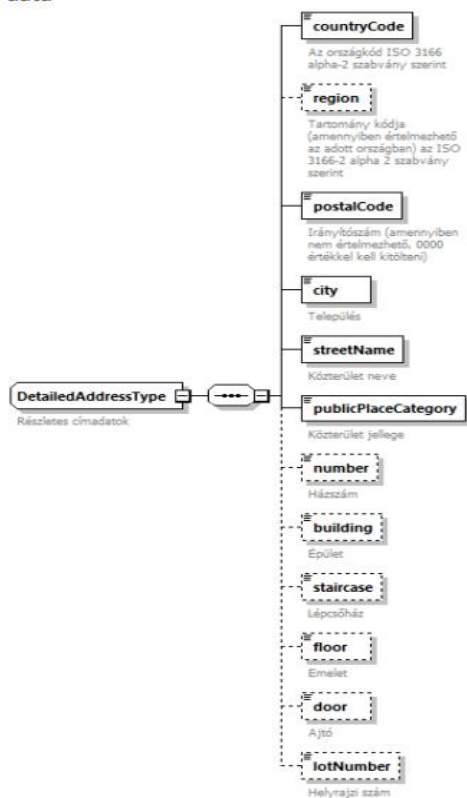 data
countryCode
Az országkód ISO 3166
alpha-2 szabvány szerint
region
Tartomány kódja
(amennyiben értelmezhető
az adott országban) az ISO
3166-2 alpha 2 szabvány
szerint
postalCode
Irányítószám (amennyiben
nem értelmezhető, 0000
értékkel kell kitölteni)
city
Település
streetName
Közterület neve
DetailedAddressType
Részletes címadatok
publicPlaceCategory
Közterület jellege
number
Házszám
building
Épület
staircase
Lépcsőház
floor
Emelet
door
Ajtó
lotNumber
Helyrajzi szám